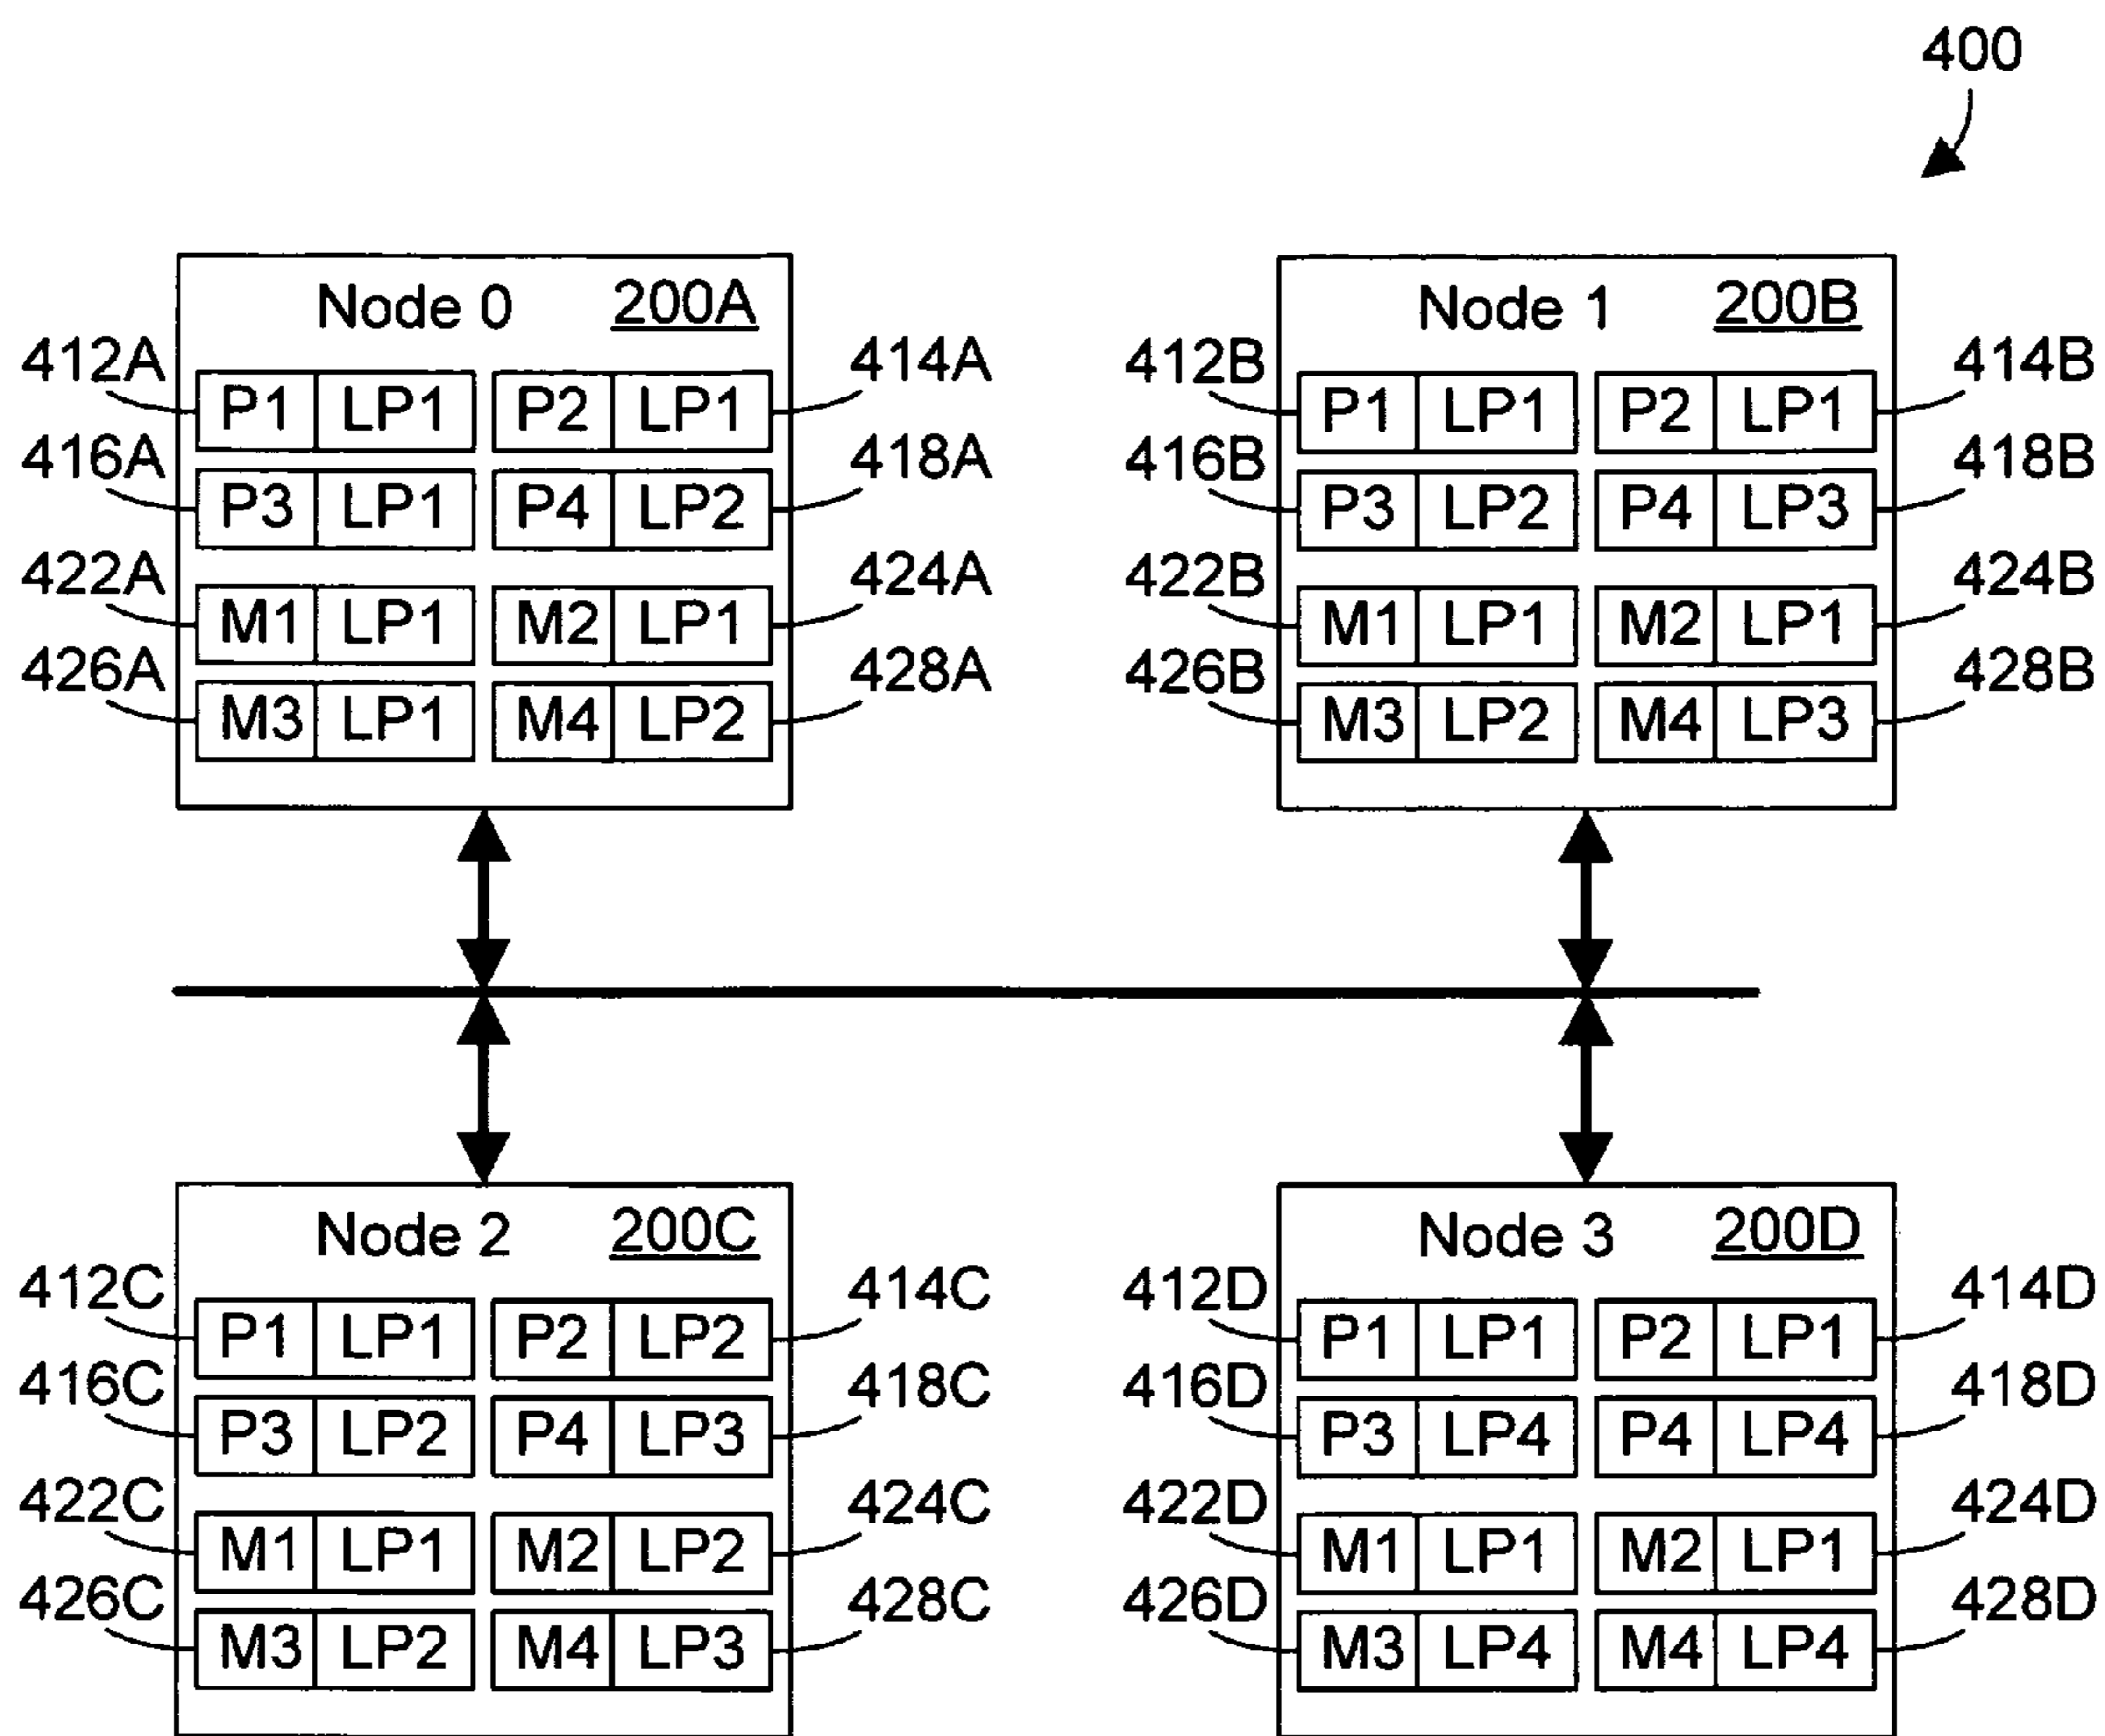 400
Node 0 200A
412A P1 LP1 P2 LP1 414A
416A P3 LP1 P4 LP2 418A
422A M1 LP1 M2 LP1 424A
426A M3 LP1 M4 LP2 428A
Node 1 200B
412B P1 LP1 P2 LP1 414B
416B P3 LP2 P4 LP3 418B
422B M1 LP1 M2 LP1 424B
426B M3 LP2 M4 LP3 428B
Node 2 200C
412C P1 LP1 P2 LP2 414C
416C P3 LP2 P4 LP3 418C
422C M1 LP1 M2 LP2 424C
426C M3 LP2 M4 LP3 428C
Node 3 200D
412D P1 LP1 P2 LP1 414D
416D P3 LP4 P4 LP4 418D
422D M1 LP1 M2 LP1 424D
426D M3 LP4 M4 LP4 428D